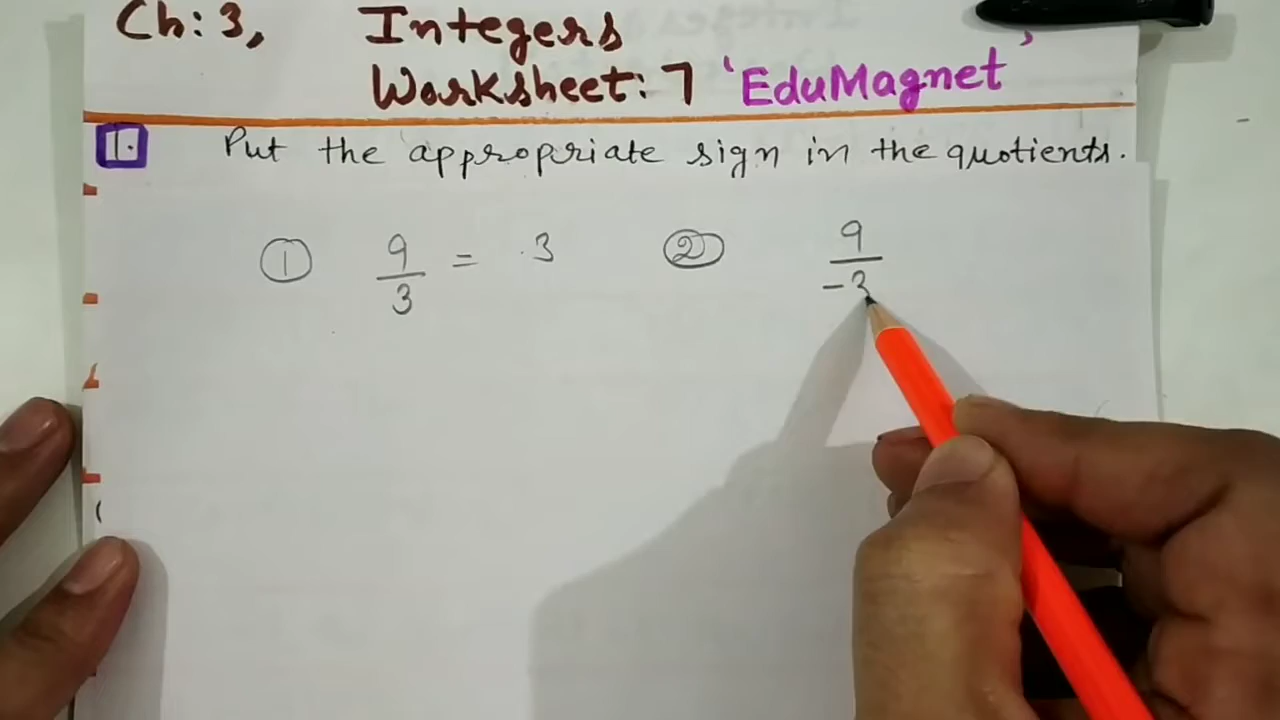 Ch: 3, Integers
Worksheet: 7 'EduMagnet'
1. Put the appropriate sign in the quotients.
① 9/3 = 3 ② 9/-3